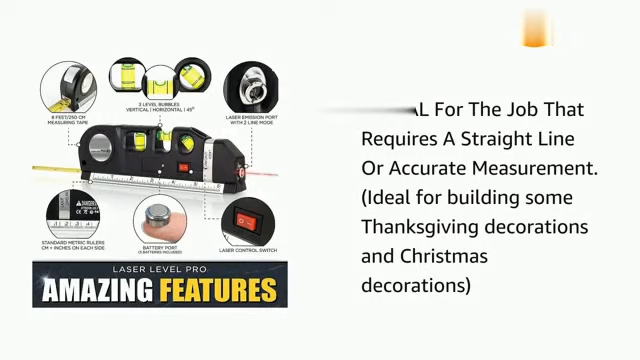 8 FEET/250 CM
MEASURING TAPE
3 LEVEL BUBBLES
VERTICAL | HORIZONTAL | 45°
LASER EMISSION PORT
WITH 2 LINE MODE
STANDARD METRIC RULERS
CM + INCHES ON EACH SIDE
BATTERY PORT
LASER CONTROL SWITCH
LASER LEVEL PRO
AMAZING FEATURES
For The Job That
Requires A Straight Line
Or Accurate Measurement.
(Ideal for building some
Thanksgiving decorations
and Christmas
decorations)